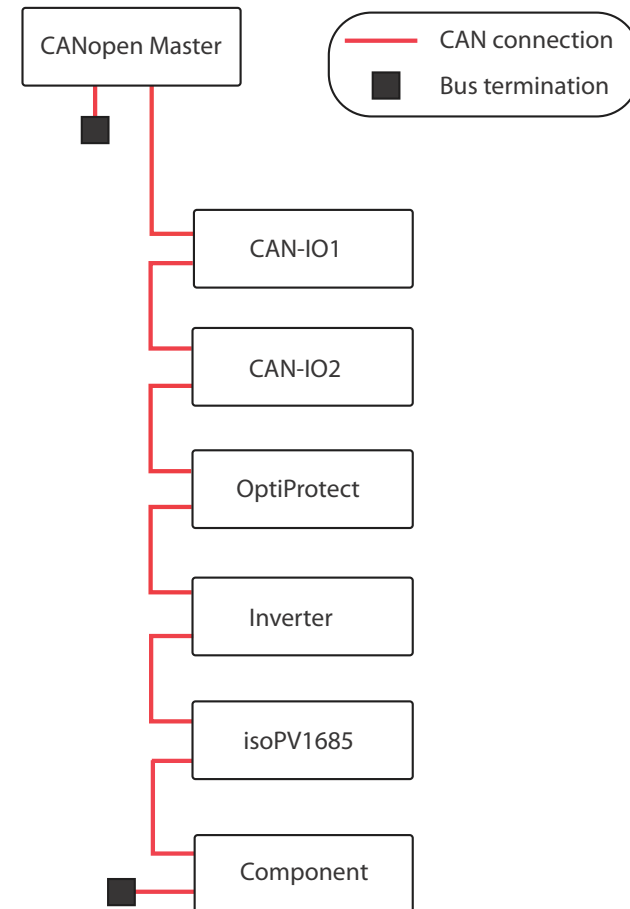 CANopen Master
CAN connection
Bus termination
CAN-IO1
CAN-IO2
OptiProtect
Inverter
isoPV1685
Component